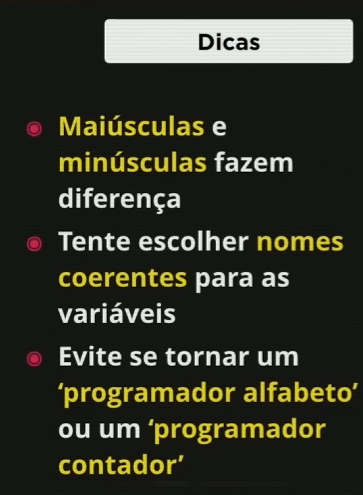 Dicas
Maiúsculas e
minúsculas fazem
diferença
Tente escolher nomes
coerentes para as
variáveis
Evite se tornar um
‘programador alfabeto’
ou um ‘programador
contador’